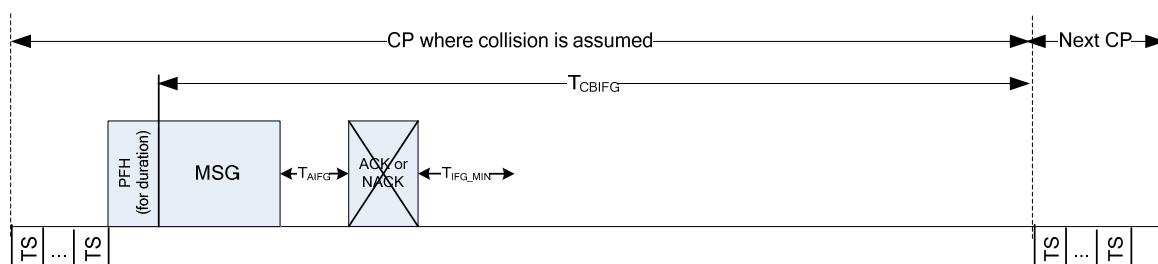 CP where collision is assumed
Next CP
TCBIFG
PFH
(for duration)
MSG
TAIFG
ACK or
NACK
TIFG_MIN
TS
...
TS
TS
...
TS